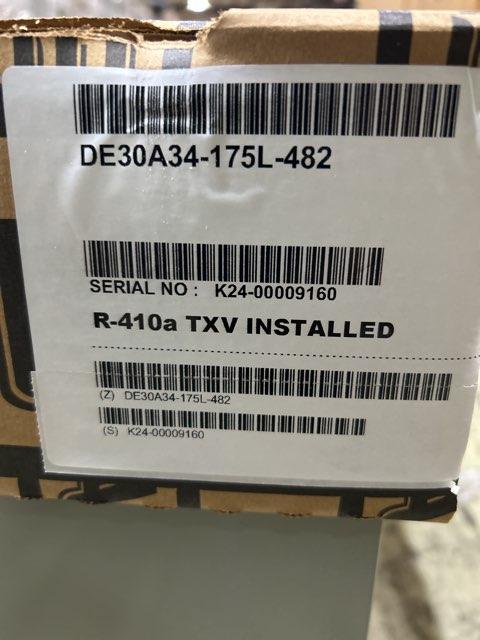 DE30A34-175L-482
SERIAL NO : K24-00009160
R-410a TXV INSTALLED
(Z) DE30A34-175L-482
(S) K24-00009160